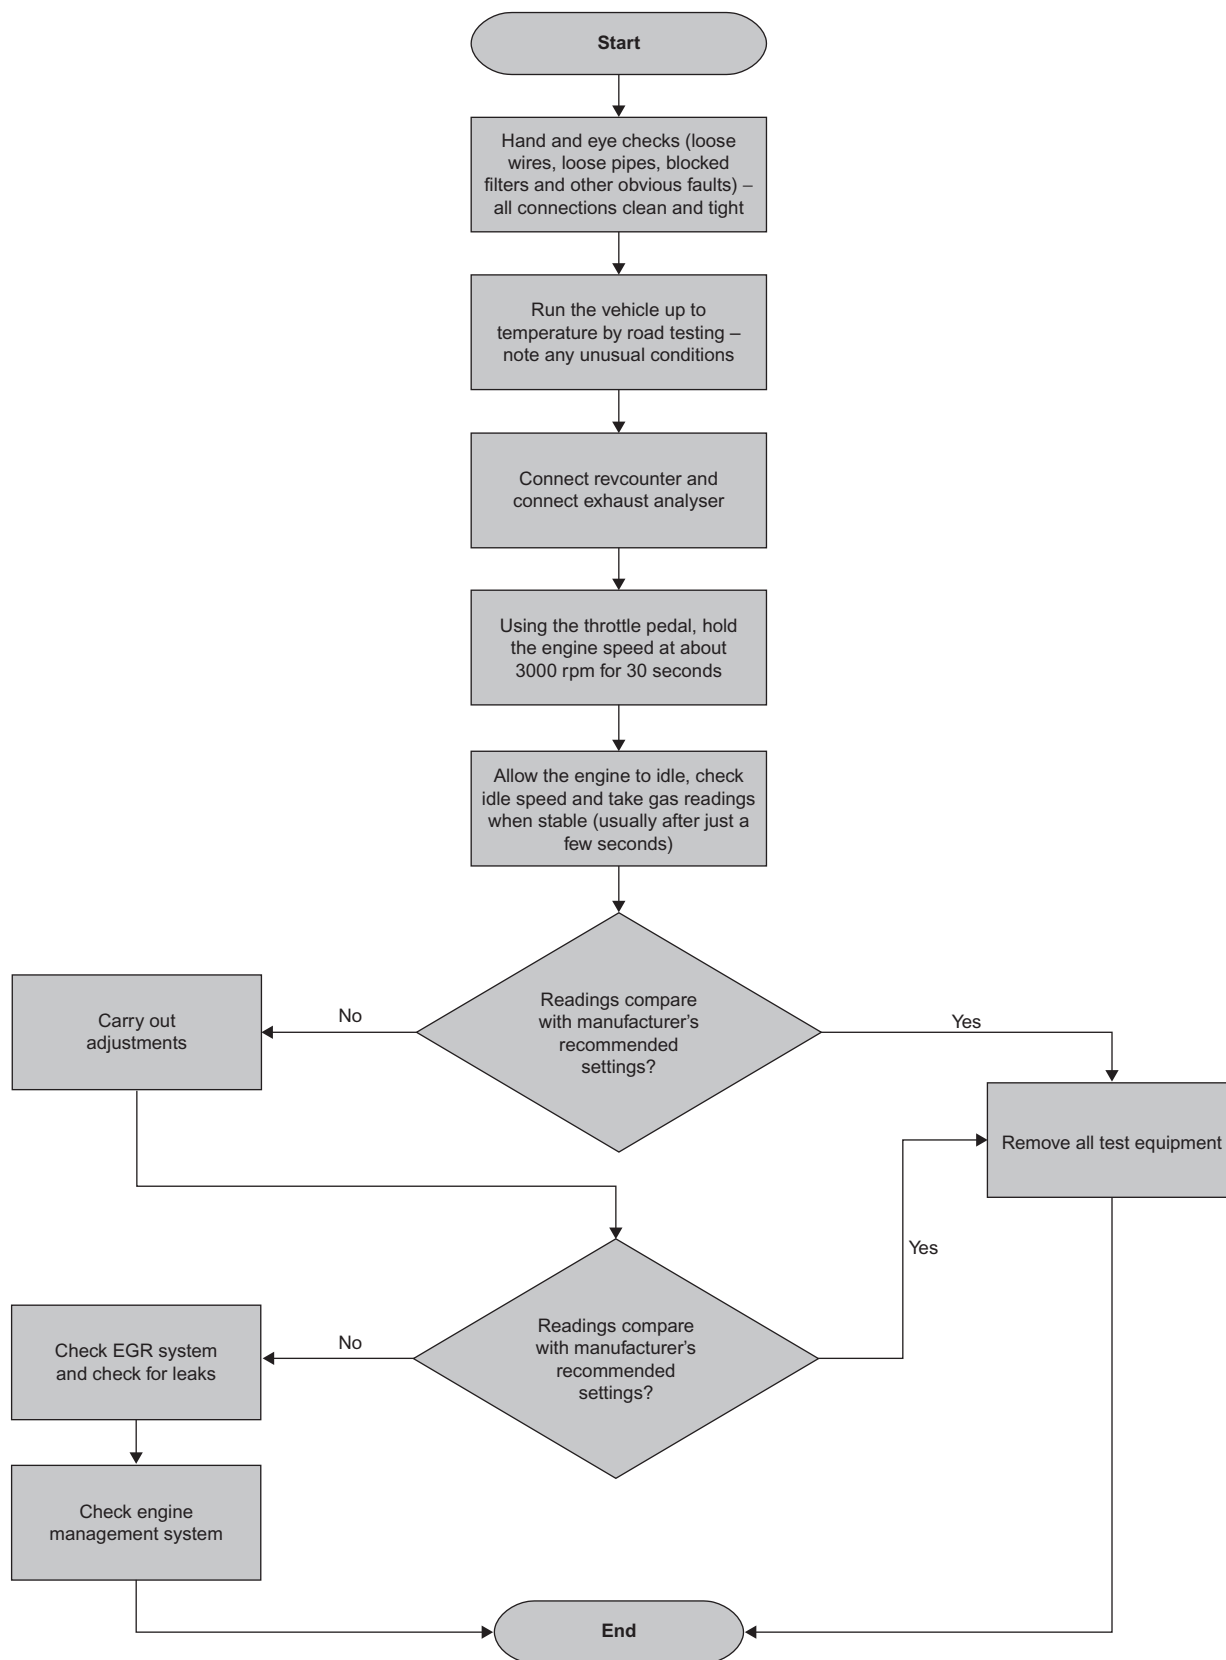 Start
Hand and eye checks (loose
wires, loose pipes, blocked
filters and other obvious faults) –
all connections clean and tight
Run the vehicle up to
temperature by road testing –
note any unusual conditions
Connect revcounter and
connect exhaust analyser
Using the throttle pedal, hold
the engine speed at about
3000 rpm for 30 seconds
Allow the engine to idle, check
idle speed and take gas readings
when stable (usually after just a
few seconds)
Readings compare
with manufacturer’s
recommended
settings?
No
Yes
Carry out
adjustments
Remove all test equipment
Readings compare
with manufacturer’s
recommended
settings?
No
Yes
Check EGR system
and check for leaks
Check engine
management system
End